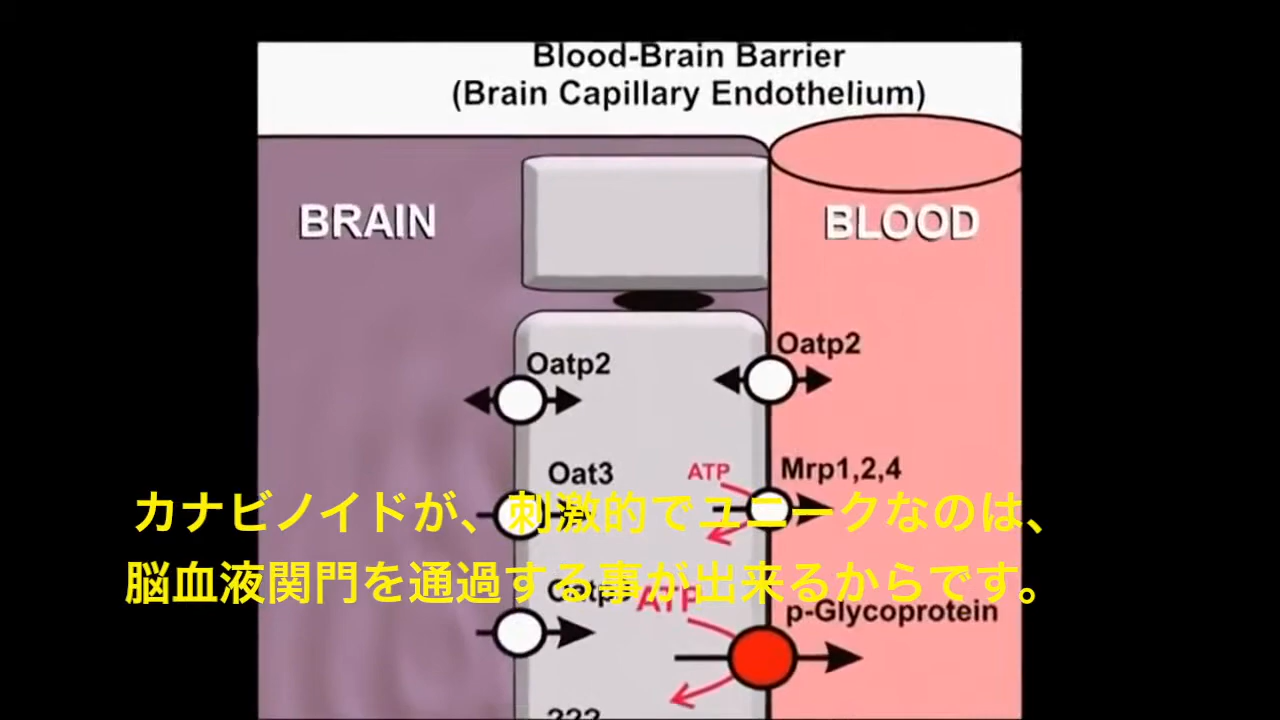 Blood-Brain Barrier
(Brain Capillary Endothelium)
BRAIN
BLOOD
Oatp2
Oatp2
Oat3
ATP
Mrp1,2,4
カナビノイドが、刺激的でユニークなのは、
脳血液関門を通過する事が出来るからです。
ATP
p-Glycoprotein